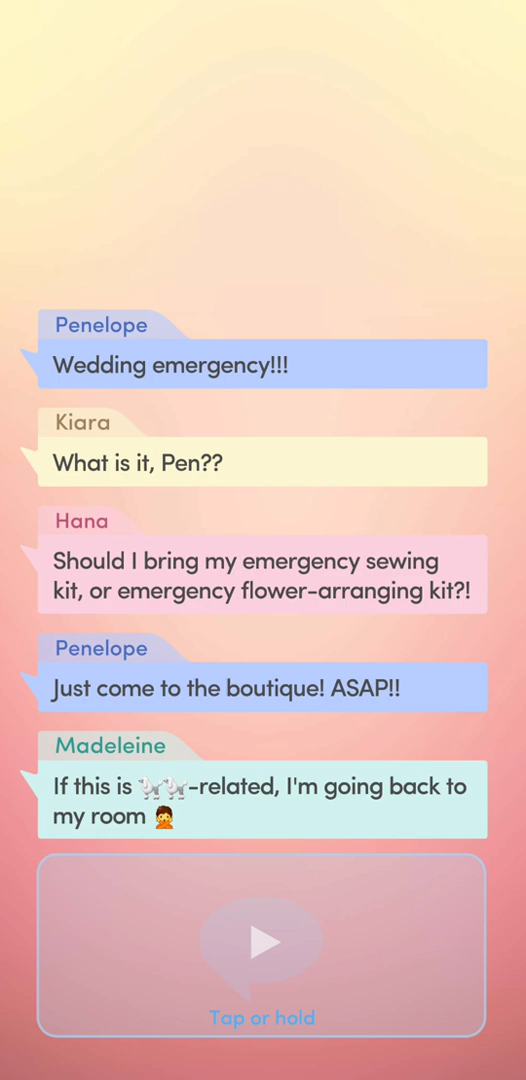 Penelope
Wedding emergency!!!
Kiara
What is it, Pen??
Hana
Should I bring my emergency sewing
kit, or emergency flower-arranging kit?!
Penelope
Just come to the boutique! ASAP!!
Madeleine
If this is 🐩🐩-related, I'm going back to
my room 🙅
Tap or hold